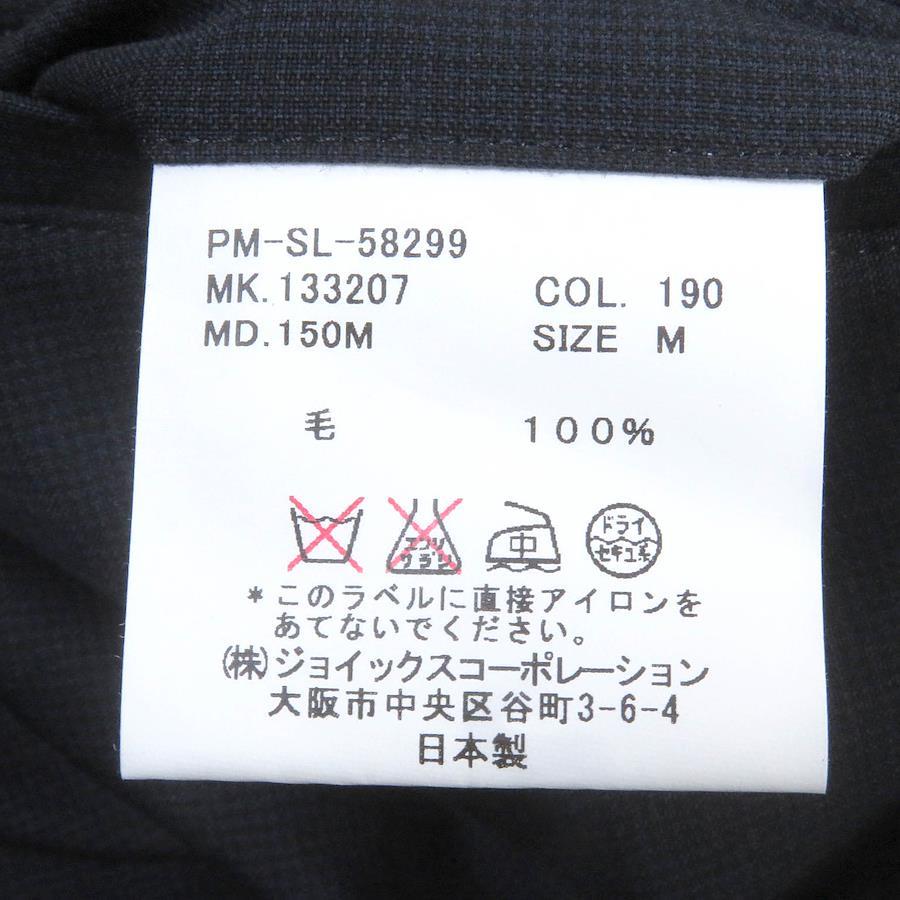 PM-SL-58299
MK.133207 COL. 190
MD.150M SIZE M
毛 100%
エンソ サラシ 中 ドライ セキユ系
*このラベルに直接アイロンを
あてないでください。
(株)ジョイックスコーポレーション
大阪市中央区谷町3-6-4
日本製